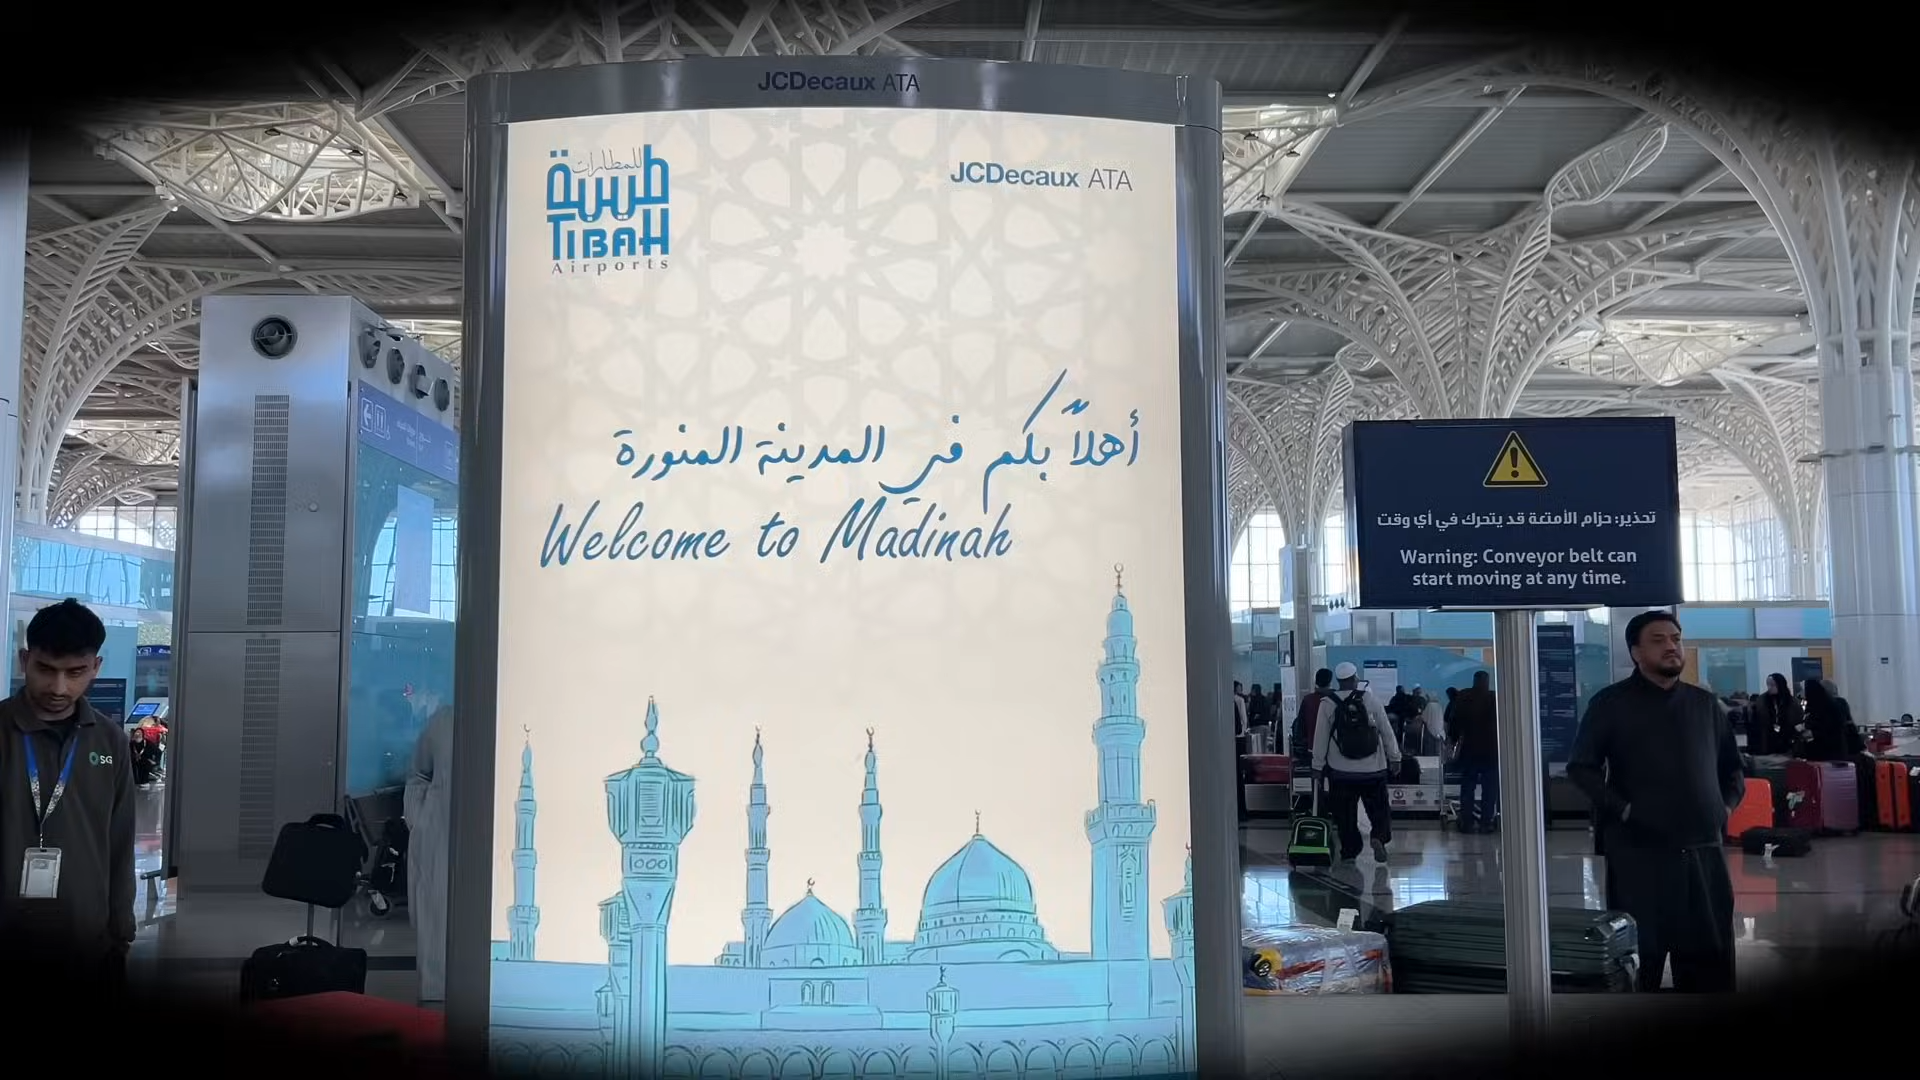 JCDecaux ATA
طيبة للمطارات
TIBAH
Airports
JCDecaux ATA
أهلاً بكم في المدينة المنورة
Welcome to Madinah
تحذير: حزام الأمتعة قد يتحرك في أي وقت
Warning: Conveyor belt can
start moving at any time.
SG